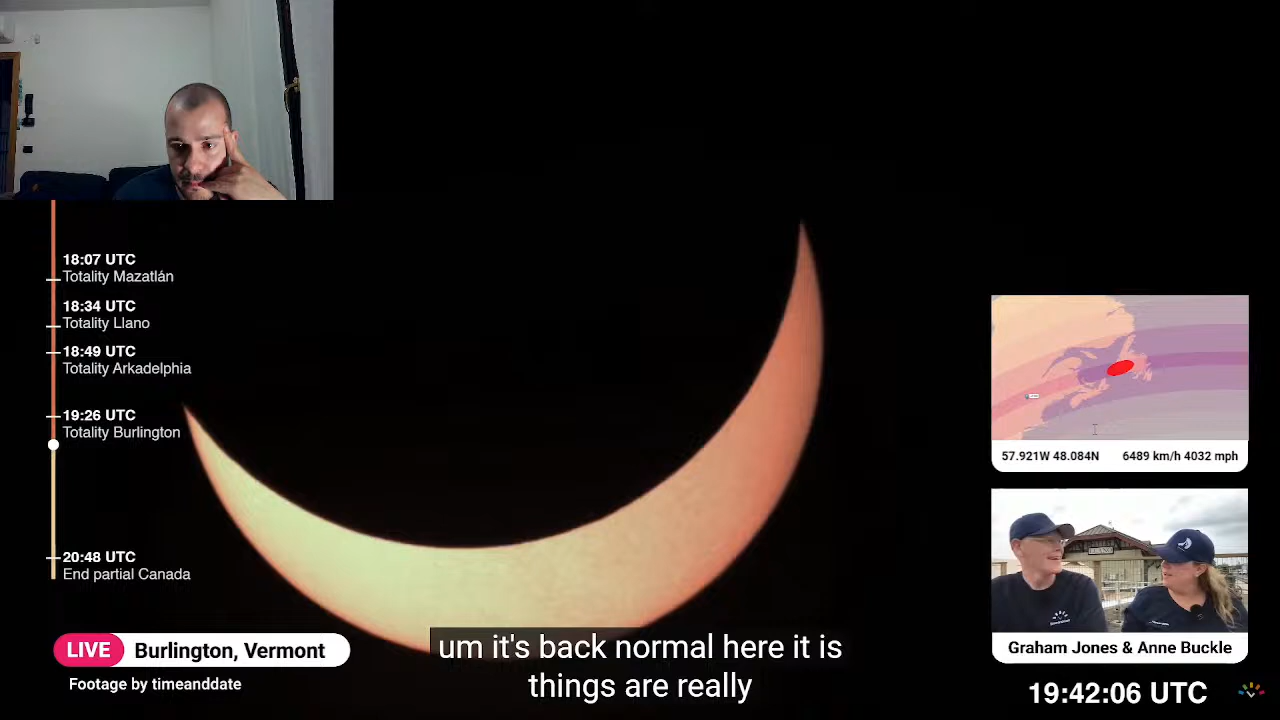 18:07 UTC
Totality Mazatlán
18:34 UTC
Totality Llano
18:49 UTC
Totality Arkadelphia
19:26 UTC
Totality Burlington
20:48 UTC
End partial Canada
LIVE Burlington, Vermont
Footage by timeanddate
um it's back normal here it is
things are really
57.921W 48.084N 6489 km/h 4032 mph
Graham Jones & Anne Buckle
19:42:06 UTC